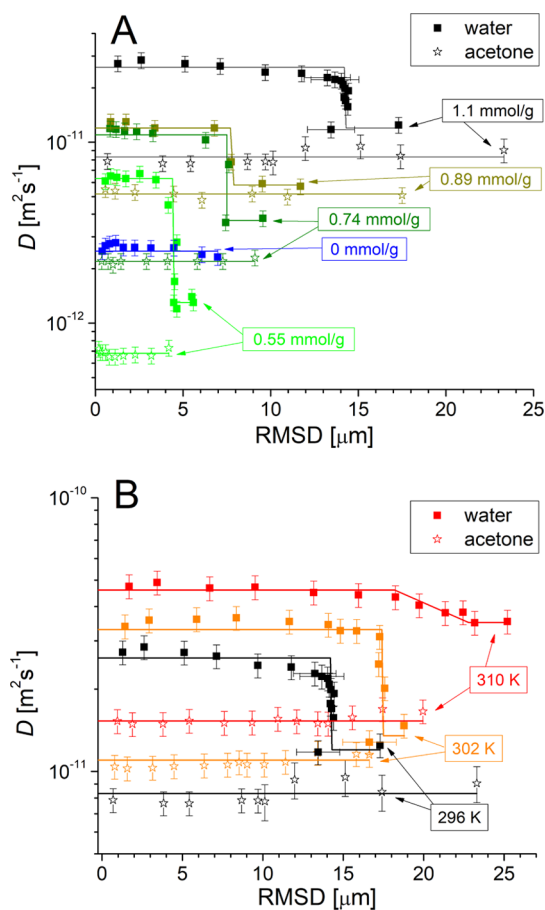 A
water
acetone
10⁻¹¹
1.1 mmol/g
0.89 mmol/g
0.74 mmol/g
0 mmol/g
10⁻¹²
0.55 mmol/g
D [m²s⁻¹]
0 5 10 15 20 25
RMSD [μm]
B
10⁻¹⁰
water
acetone
310 K
302 K
10⁻¹¹
296 K
D [m²s⁻¹]
0 5 10 15 20 25
RMSD [μm]